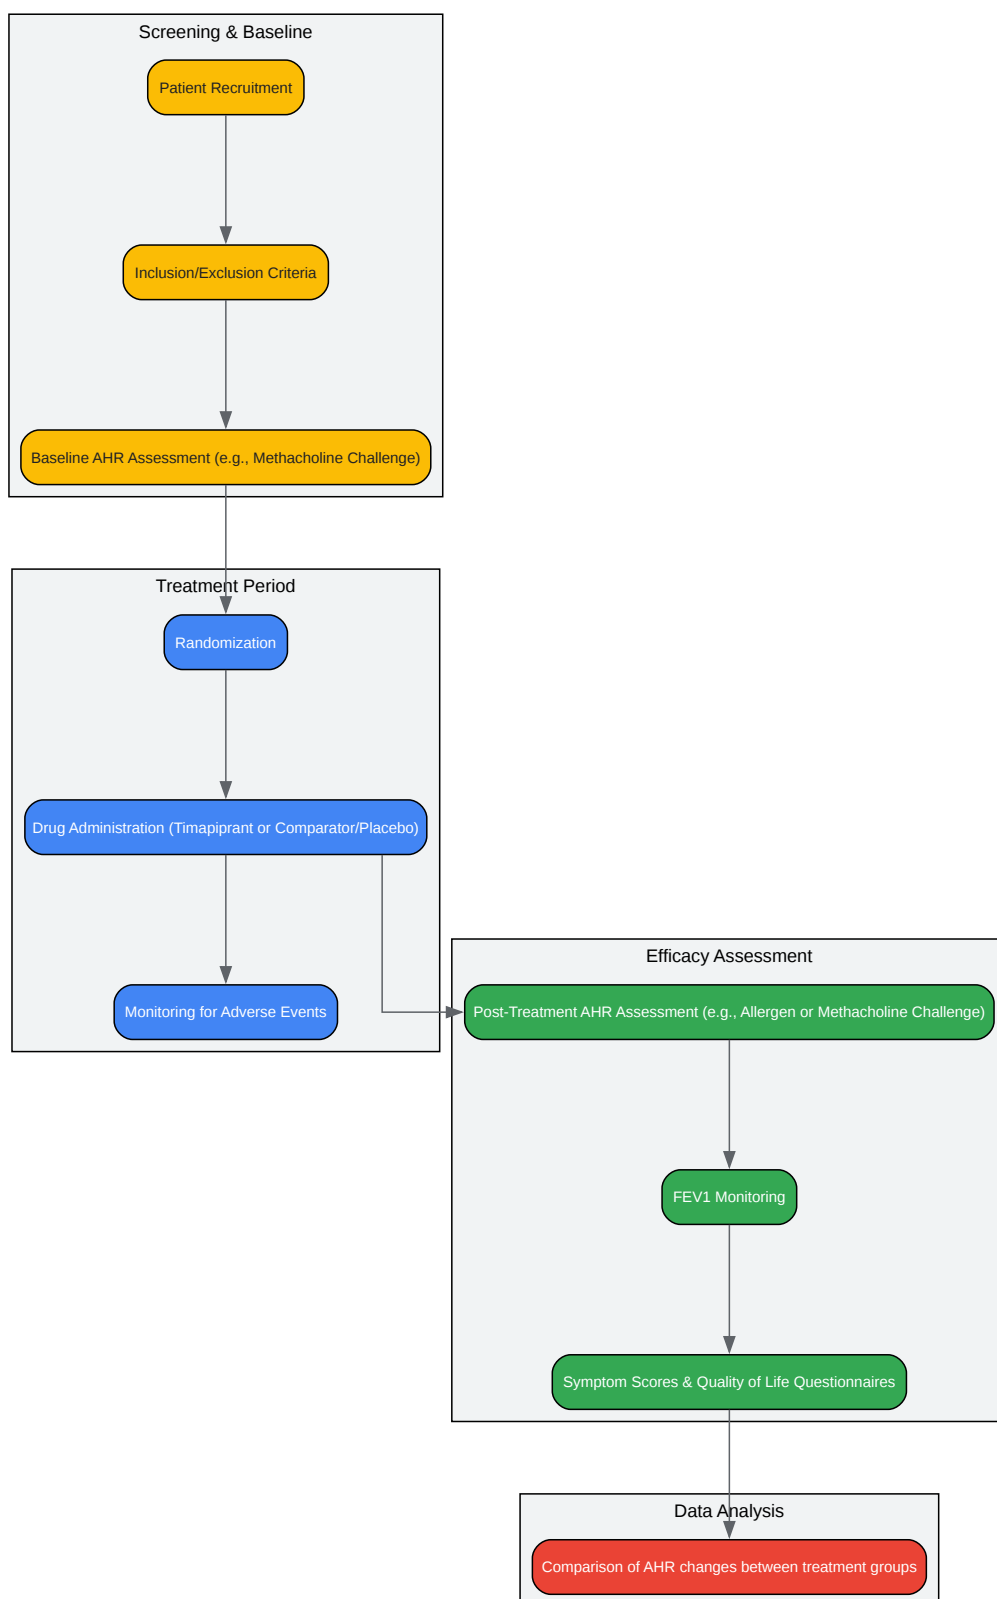 Screening & Baseline
Patient Recruitment
Inclusion/Exclusion Criteria
Baseline AHR Assessment (e.g., Methacholine Challenge)
Treatment Period
Randomization
Drug Administration (Timapiprant or Comparator/Placebo)
Monitoring for Adverse Events
Efficacy Assessment
Post-Treatment AHR Assessment (e.g., Allergen or Methacholine Challenge)
FEV1 Monitoring
Symptom Scores & Quality of Life Questionnaires
Data Analysis
Comparison of AHR changes between treatment groups